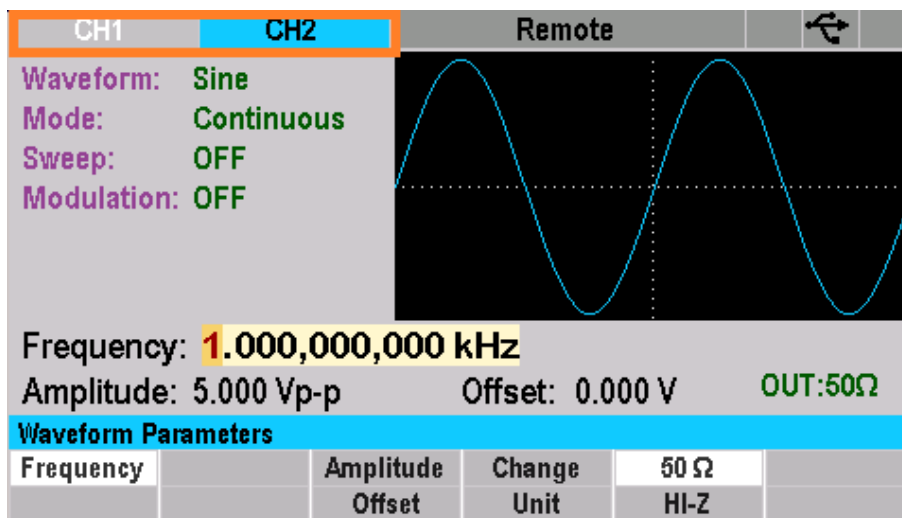 CH1 CH2 Remote
Waveform: Sine
Mode: Continuous
Sweep: OFF
Modulation: OFF
Frequency: 1.000,000,000 kHz
Amplitude: 5.000 Vp-p Offset: 0.000 V OUT:50Ω
Waveform Parameters
Frequency Amplitude Change 50 Ω
Offset Unit HI-Z